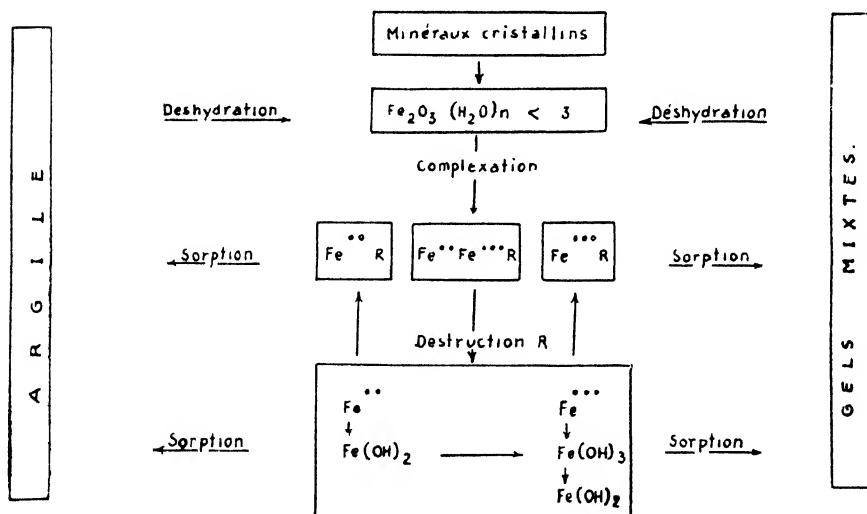 Minéraux cristallins
Deshydration
Fe2O3 (H2O)n < 3
Déshydration
Complexation
ARGILE
GELS MIXTES.
Sorption
Fe•• R
Fe••Fe•••R
Fe••• R
Sorption
Destruction R
Fe••
Fe•••
Sorption
Fe(OH)2
Fe(OH)3
Sorption
Fe(OH)2